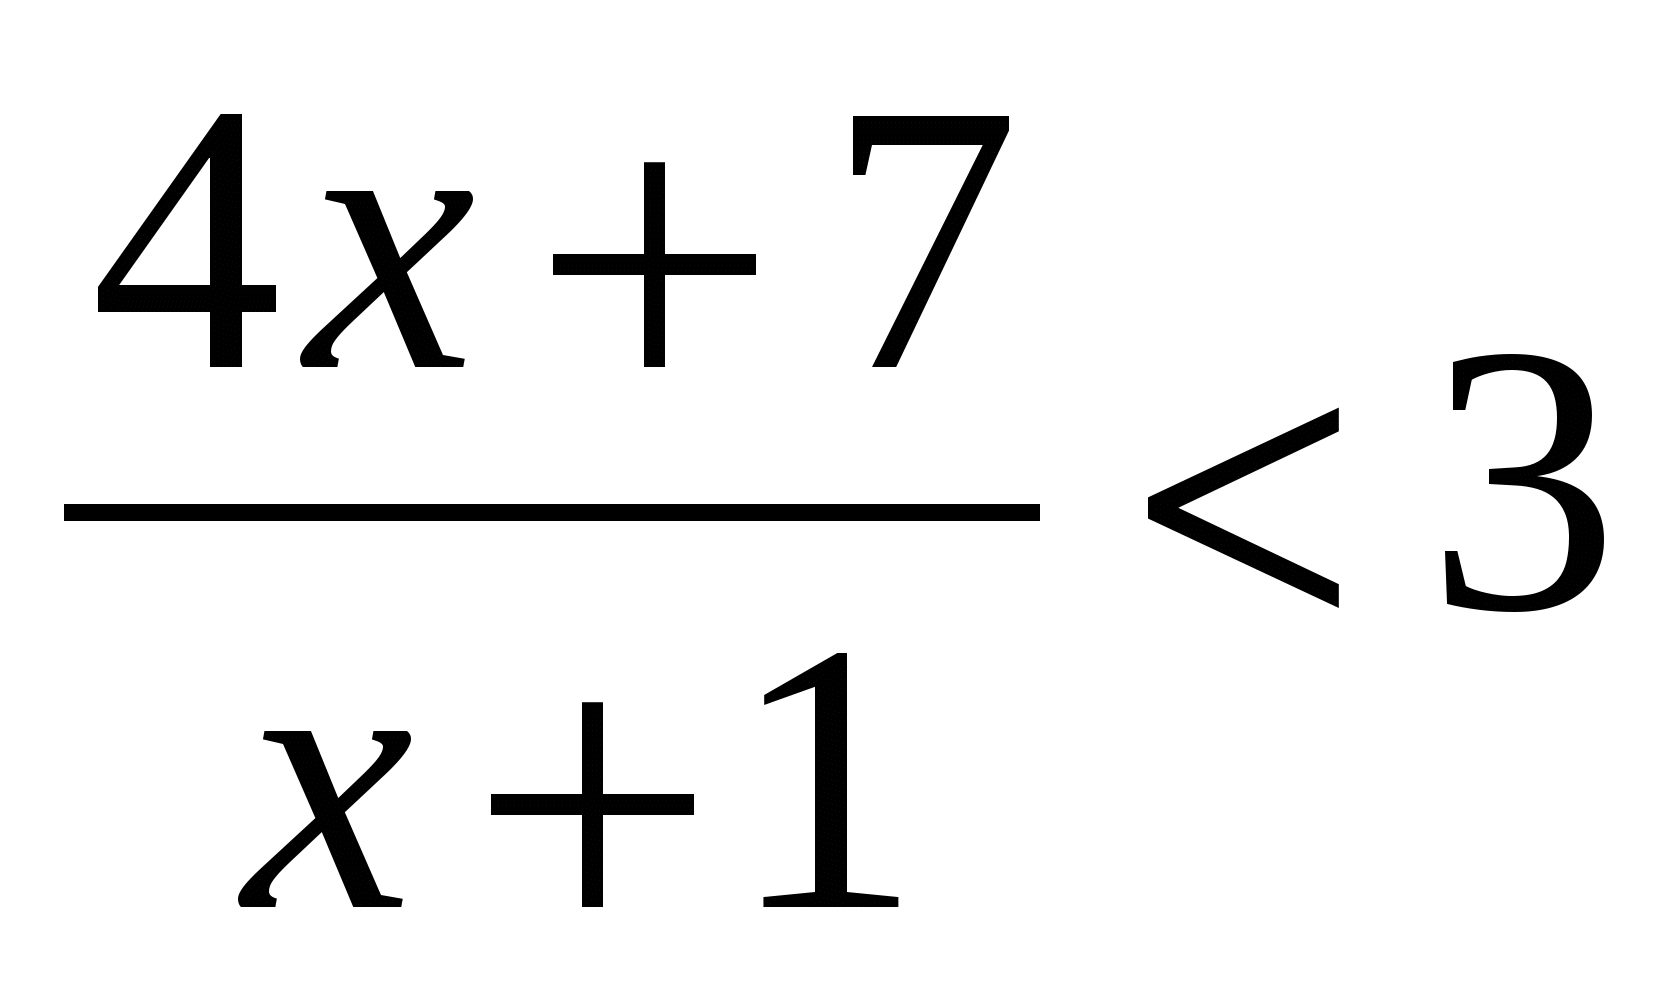 4x + 7
< 3
x + 1